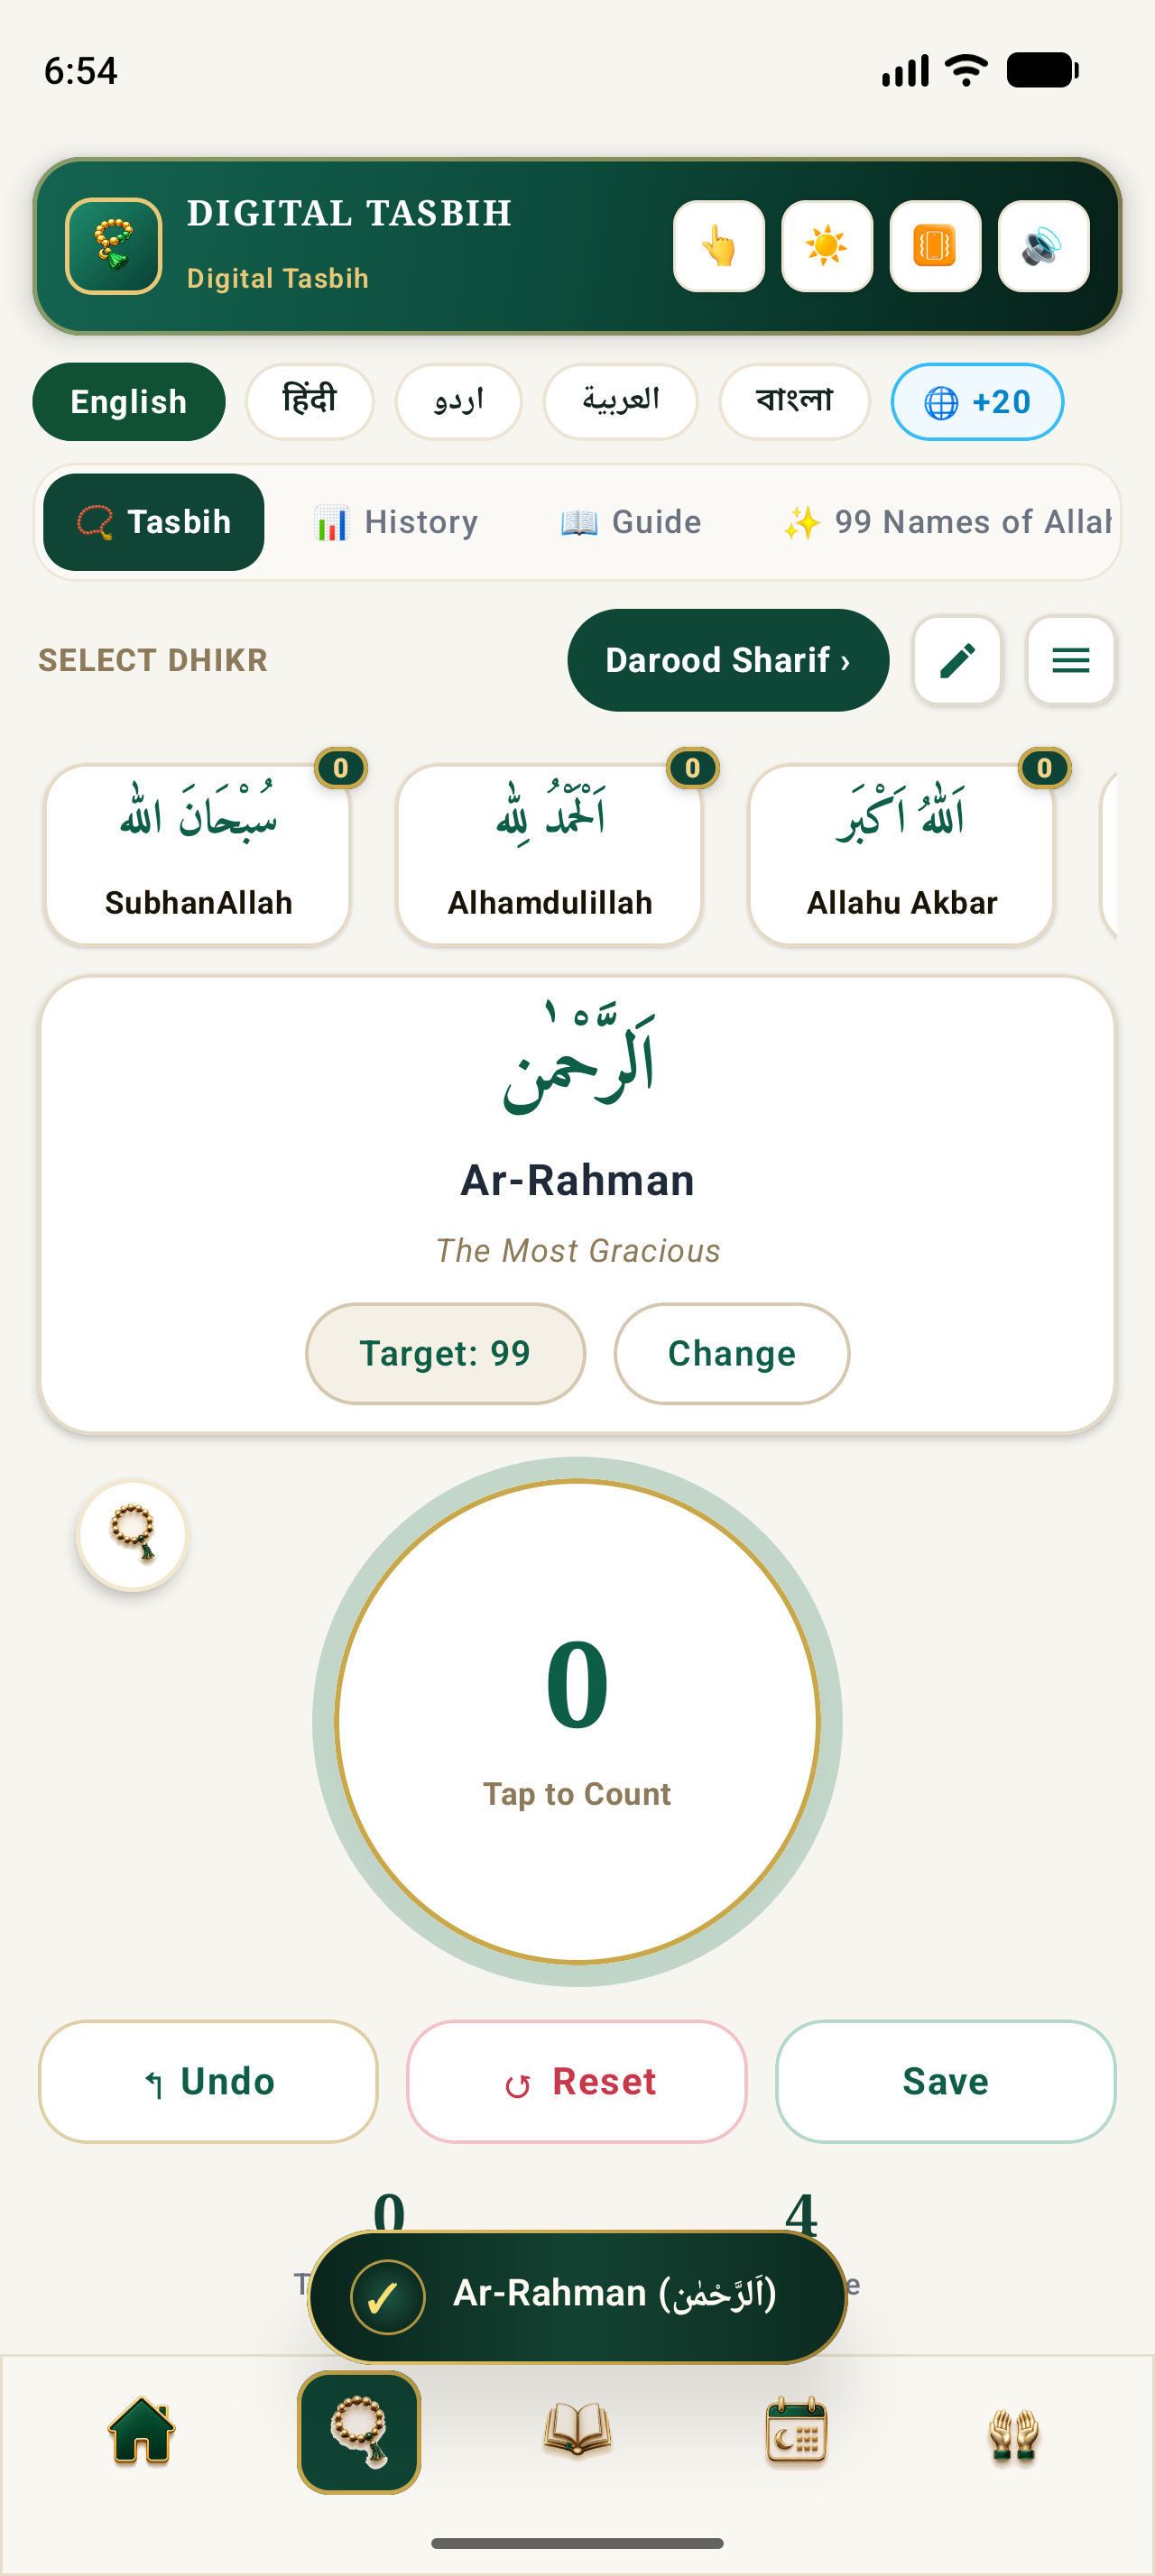 6:54
DIGITAL TASBIH
Digital Tasbih
English
हिंदी
اردو
العربية
বাংলা
+20
Tasbih
History
Guide
99 Names of Allah
SELECT DHIKR
Darood Sharif ›
0
0
0
سُبْحَانَ اللّٰه
اَلْحَمْدُ لِلّٰه
اَللّٰهُ اَكْبَر
SubhanAllah
Alhamdulillah
Allahu Akbar
اَلرَّحْمٰن
Ar-Rahman
The Most Gracious
Target: 99
Change
0
Tap to Count
↰ Undo
↺ Reset
Save
0
4
✓ Ar-Rahman (اَلرَّحْمٰن)